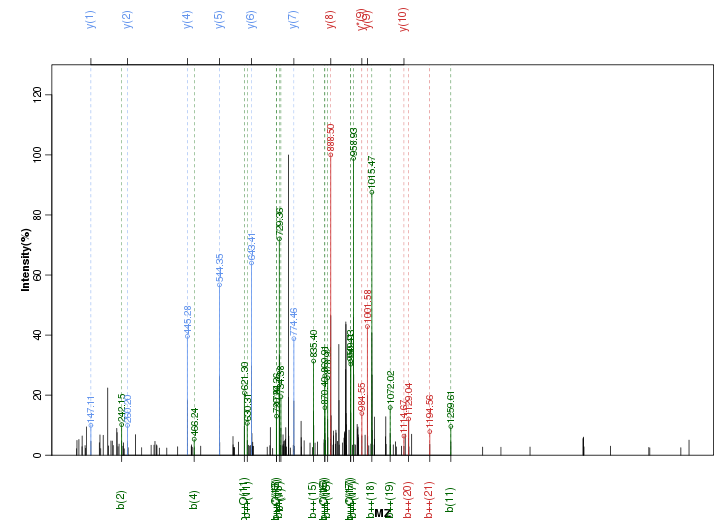 y(1)
y(2)
y(4)
y(5)
y(6)
y(7)
y(8)
y(9)
y(10)
Intensity(%)
0
20
40
60
80
100
120
147.11
242.15
260.20
445.28
466.24
544.35
621.30
630.31
643.41
729.36
734.38
774.46
835.40
870.40
888.50
958.93
984.55
1001.58
1015.47
1072.02
1114.67
1129.04
1194.56
1259.61
b(2)
b(4)
b++(15)
b++(18)
b++(19)
b++(20)
b++(21)
b(11)
MZ